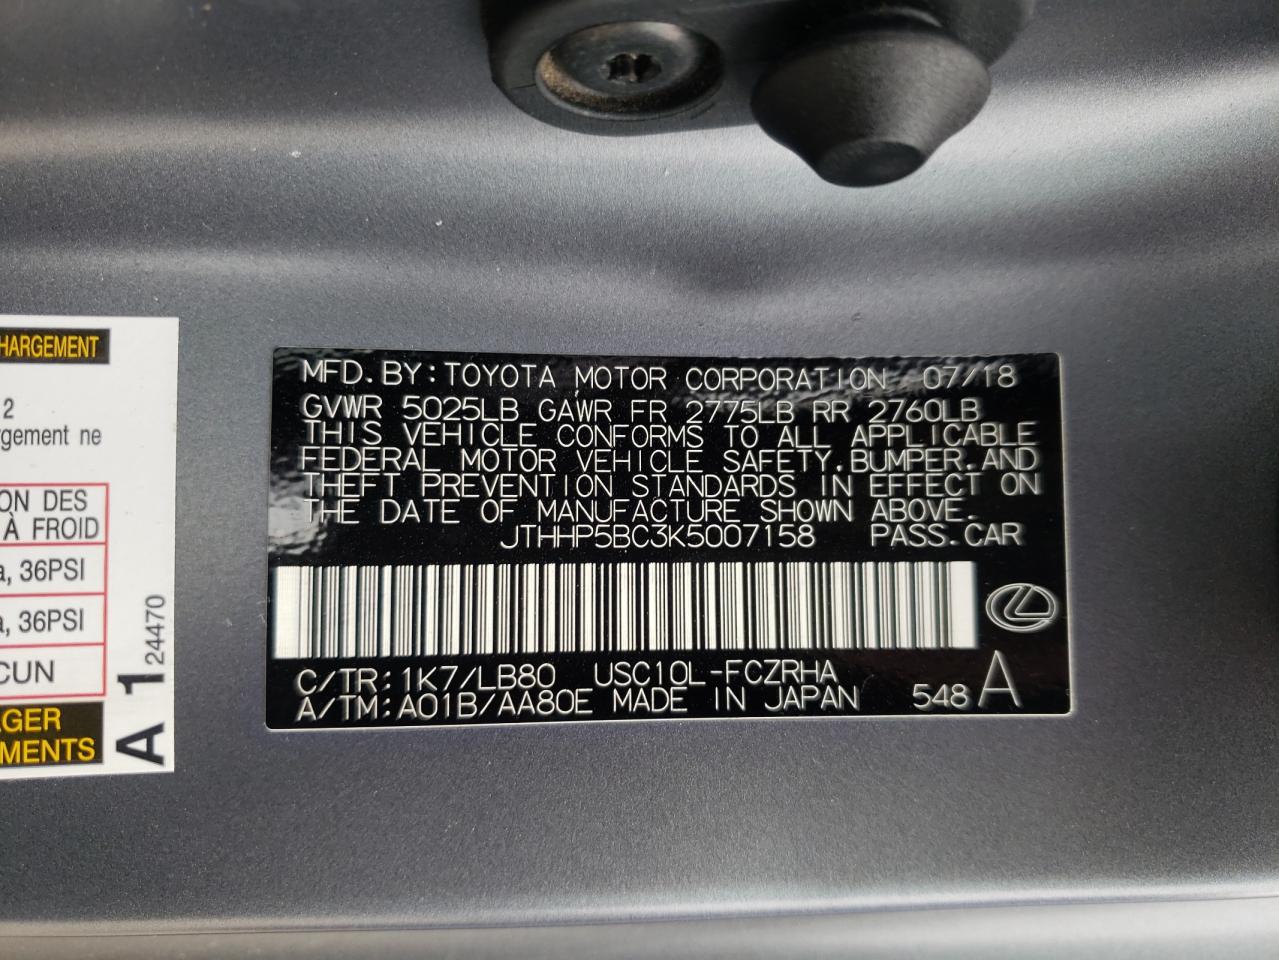 HARGEMENT
2
rgement ne
ON DES
À FROID
a, 36PSI
a, 36PSI
CUN
GER
MENTS
A 1 24470
MFD.BY:TOYOTA MOTOR CORPORATION 07/18
GVWR 5025LB GAWR FR 2775LB RR 2760LB
THIS VEHICLE CONFORMS TO ALL APPLICABLE
FEDERAL MOTOR VEHICLE SAFETY.BUMPER.AND
THEFT PREVENTION STANDARDS IN EFFECT ON
THE DATE OF MANUFACTURE SHOWN ABOVE.
JTHHP5BC3K5007158 PASS.CAR
C/TR:1K7/LB80 USC10L-FCZRHA
A/TM:A01B/AA80E MADE IN JAPAN 548 A